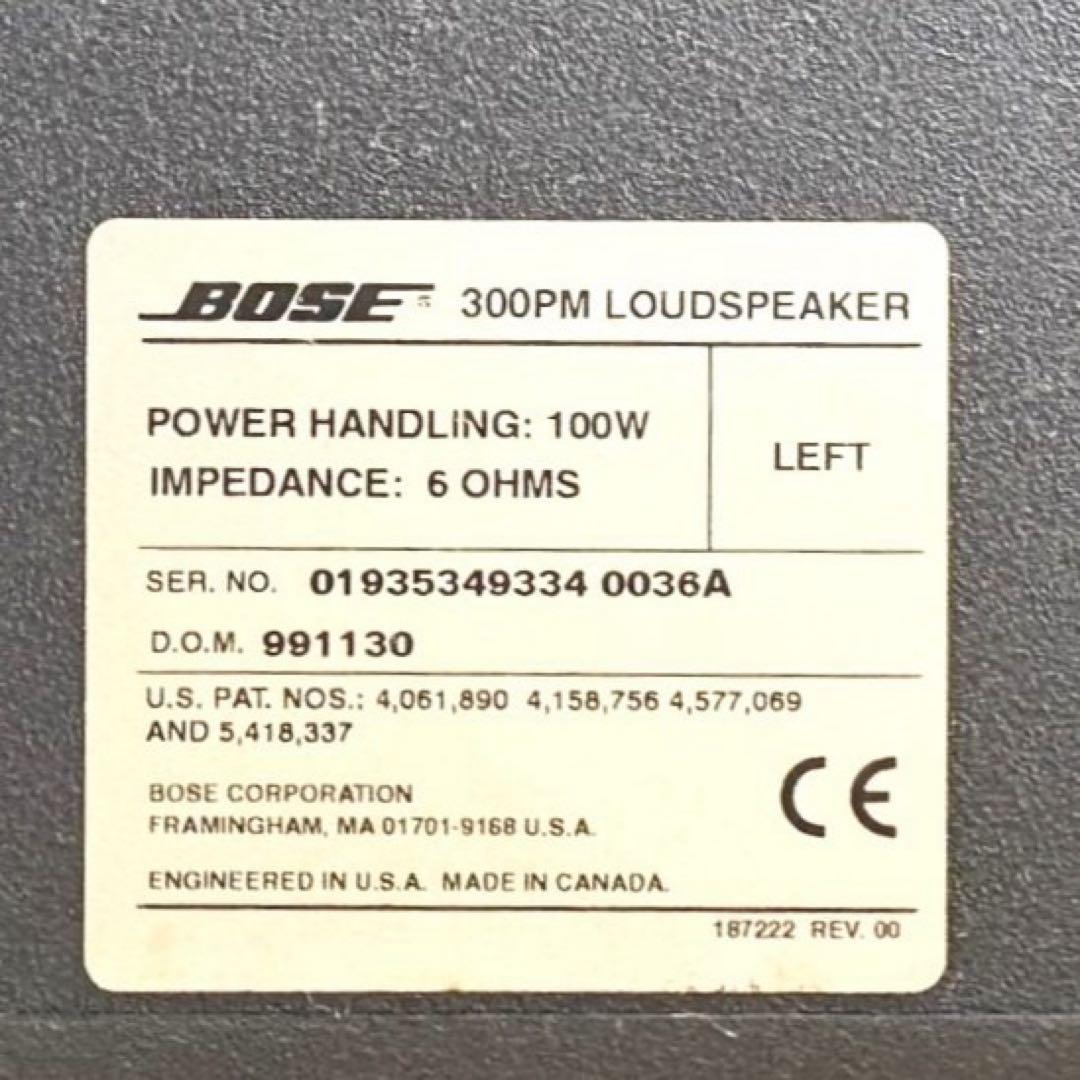 BOSE® 300PM LOUDSPEAKER
POWER HANDLING: 100W
IMPEDANCE: 6 OHMS
LEFT
SER. NO. 01935349334 0036A
D.O.M. 991130
U.S. PAT. NOS.: 4,061,890 4,158,756 4,577,069
AND 5,418,337
BOSE CORPORATION
FRAMINGHAM, MA 01701-9168 U.S.A.
CE
ENGINEERED IN U.S.A. MADE IN CANADA.
187222 REV. 00